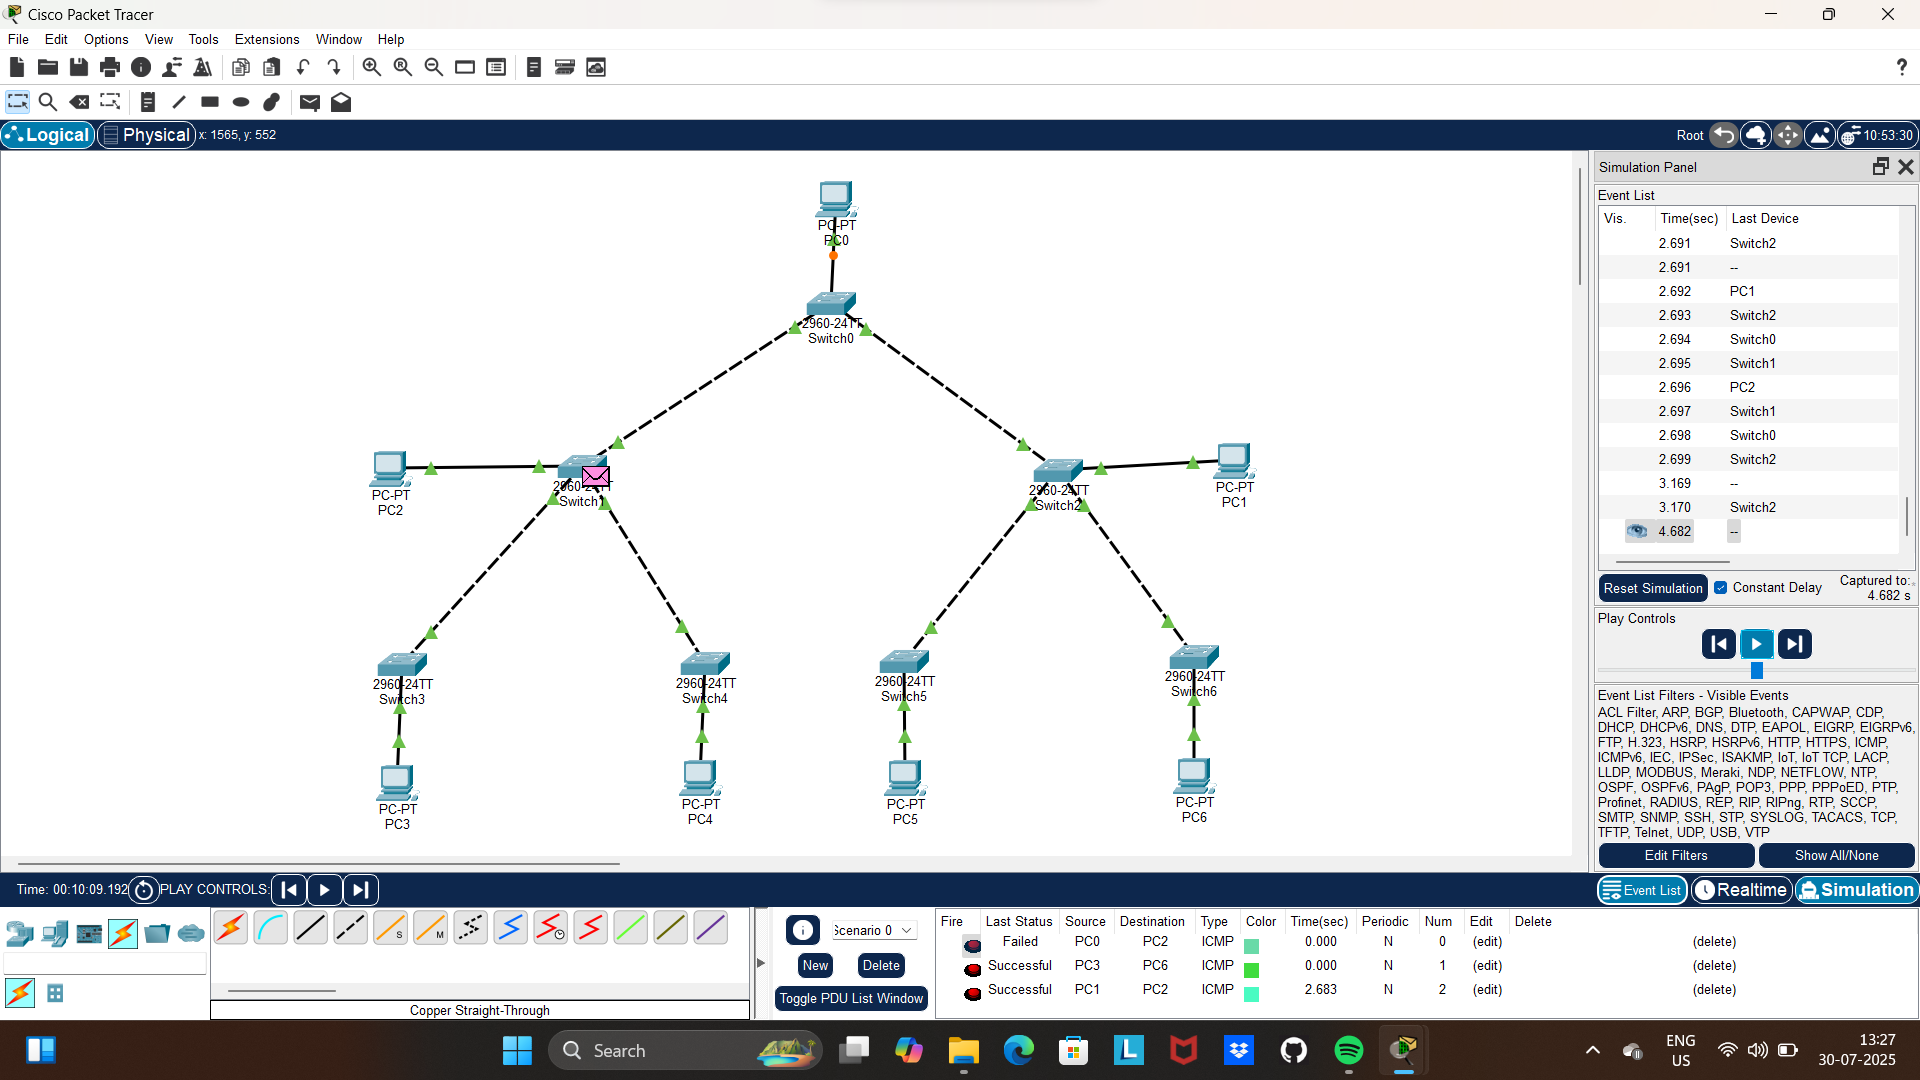 Cisco Packet Tracer
File Edit Options View Tools Extensions Window Help
Logical Physical x: 1565, y: 552 Root 10:53:30
Simulation Panel
Event List
Vis. Time(sec) Last Device
2.691 Switch2
2.691 --
2.692 PC1
2.693 Switch2
2.694 Switch0
2.695 Switch1
2.696 PC2
2.697 Switch1
2.698 Switch0
2.699 Switch2
3.169 --
3.170 Switch2
4.682 --
Reset Simulation Constant Delay Captured to:
4.682 s
Play Controls
Event List Filters - Visible Events
ACL Filter, ARP, BGP, Bluetooth, CAPWAP, CDP,
DHCP, DHCPv6, DNS, DTP, EAPOL, EIGRP, EIGRPv6,
FTP, H.323, HSRP, HSRPv6, HTTP, HTTPS, ICMP,
ICMPv6, IEC, IPSec, ISAKMP, IoT, IoT TCP, LACP,
LLDP, MODBUS, Meraki, NDP, NETFLOW, NTP,
OSPF, OSPFv6, PAgP, POP3, PPP, PPPoED, PTP,
Profinet, RADIUS, REP, RIP, RIPng, RTP, SCCP,
SMTP, SNMP, SSH, STP, SYSLOG, TACACS, TCP,
TFTP, Telnet, UDP, USB, VTP
Edit Filters Show All/None
PC-PT
PC0
2960-24TT
Switch0
PC-PT
PC2
2960-24TT
Switch1
2960-24TT
Switch2
PC-PT
PC1
2960-24TT
Switch3
2960-24TT
Switch4
2960-24TT
Switch5
2960-24TT
Switch6
PC-PT
PC3
PC-PT
PC4
PC-PT
PC5
PC-PT
PC6
Time: 00:10:09.192 PLAY CONTROLS: Event List Realtime Simulation
S M
Copper Straight-Through
Scenario 0
New Delete
Toggle PDU List Window
Fire Last Status Source Destination Type Color Time(sec) Periodic Num Edit Delete
Failed PC0 PC2 ICMP 0.000 N 0 (edit) (delete)
Successful PC3 PC6 ICMP 0.000 N 1 (edit) (delete)
Successful PC1 PC2 ICMP 2.683 N 2 (edit) (delete)
Search
L
ENG
US
13:27
30-07-2025